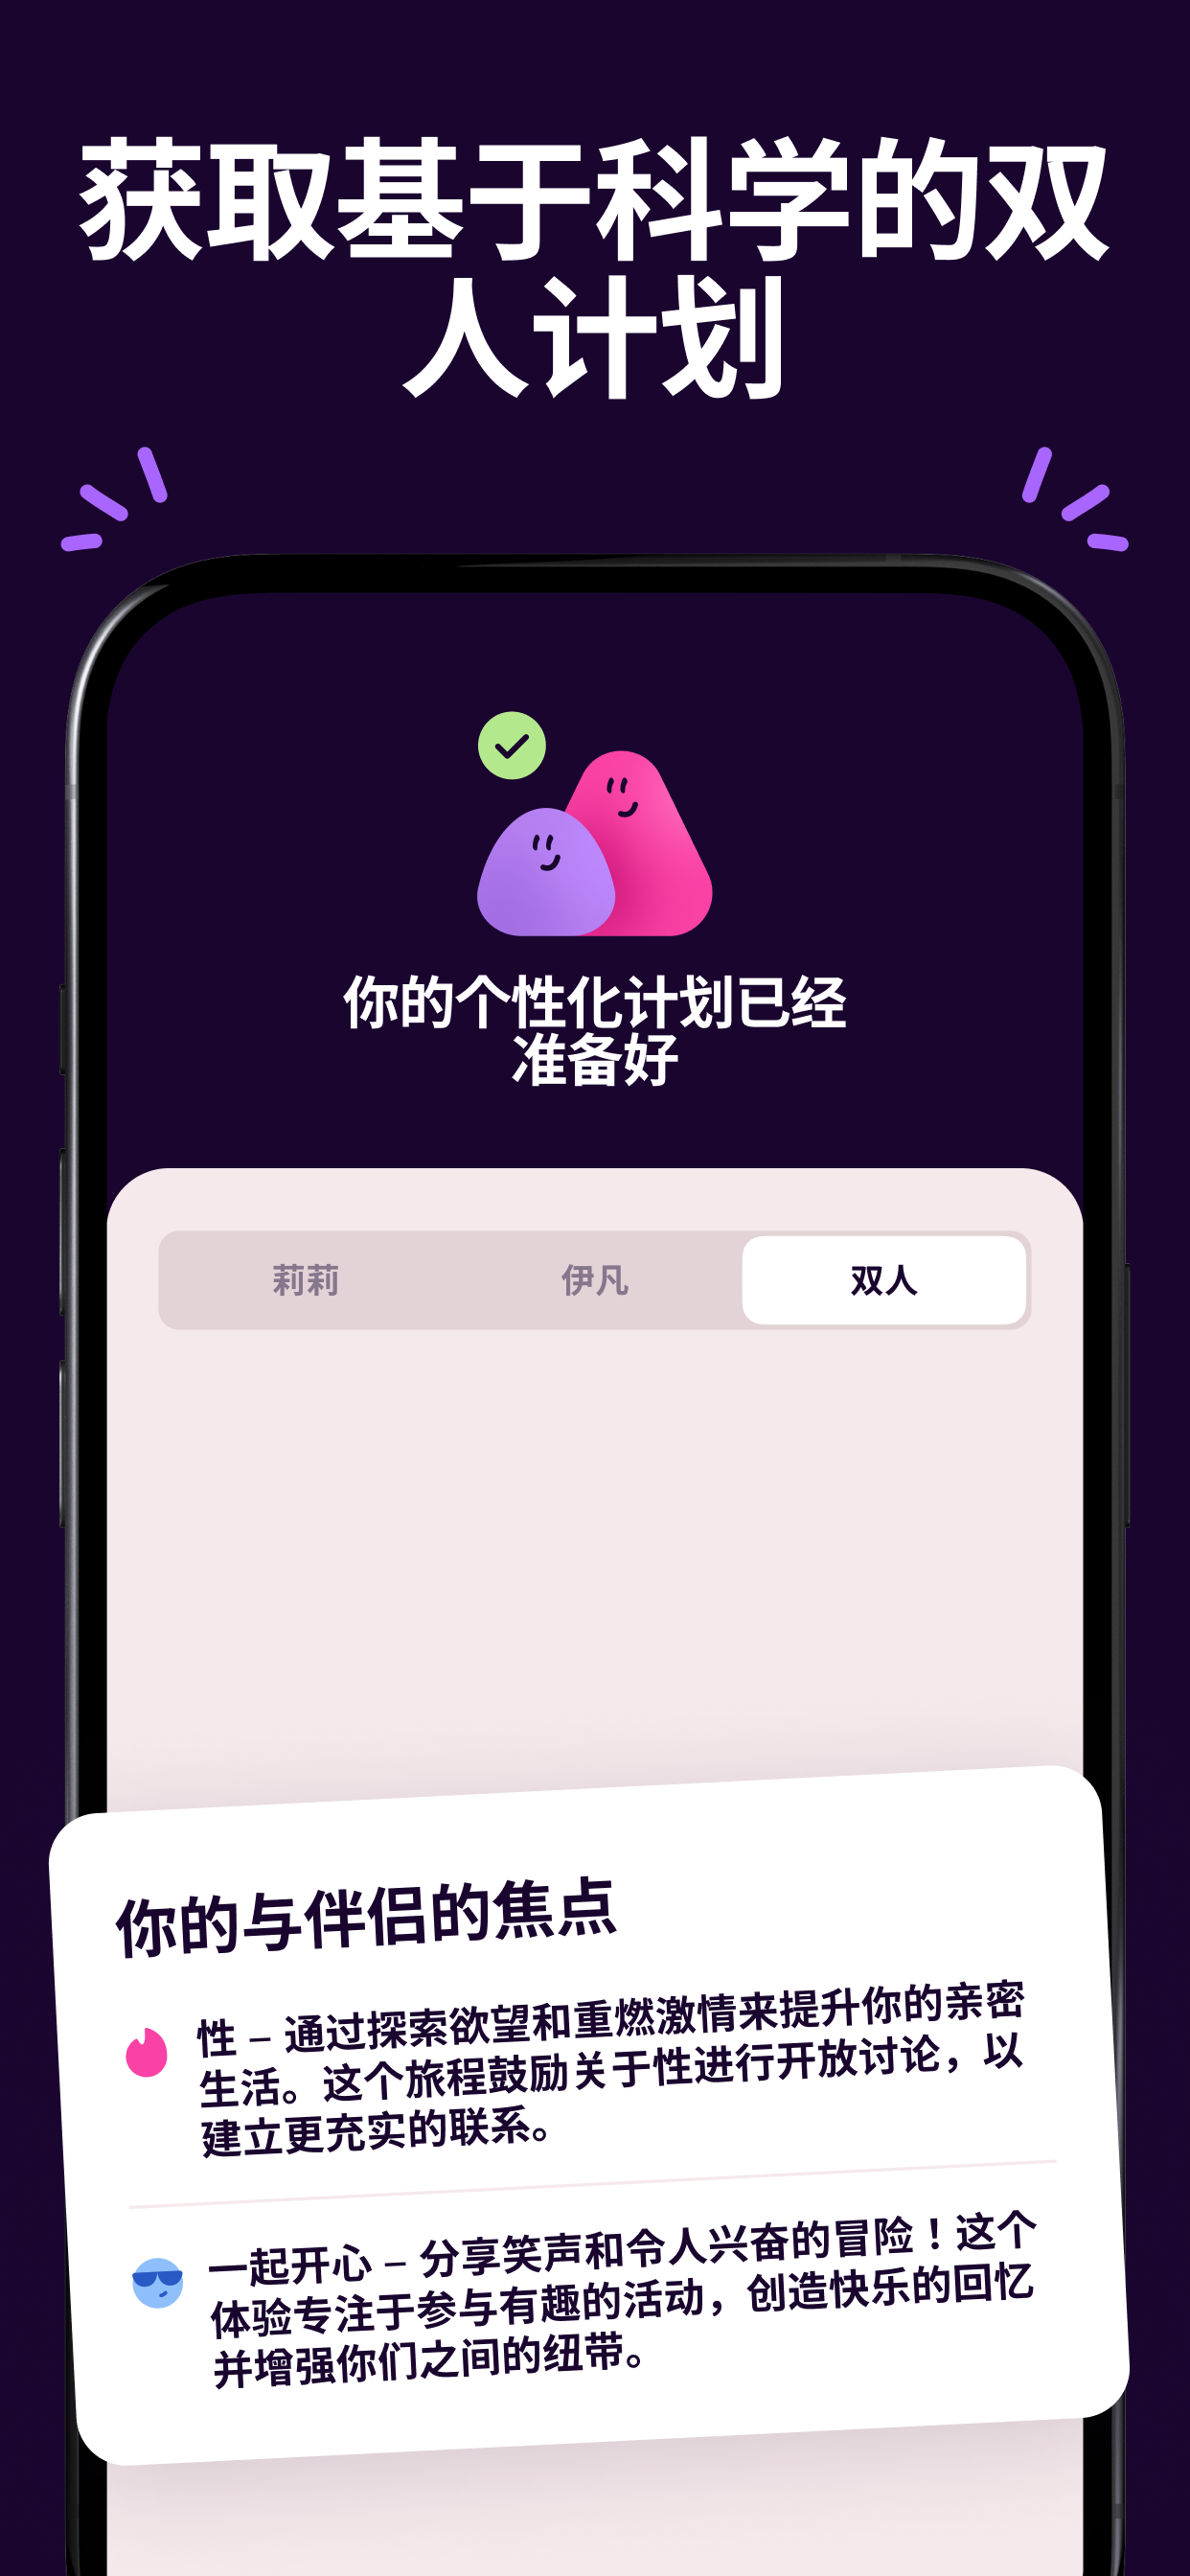 获取基于科学的双
人计划
你的个性化计划已经
准备好
莉莉
伊凡
双人
你的与伴侣的焦点
性 – 通过探索欲望和重燃激情来提升你的亲密
生活。这个旅程鼓励关于性进行开放讨论，以
建立更充实的联系。
一起开心 – 分享笑声和令人兴奋的冒险！这个
体验专注于参与有趣的活动，创造快乐的回忆
并增强你们之间的纽带。